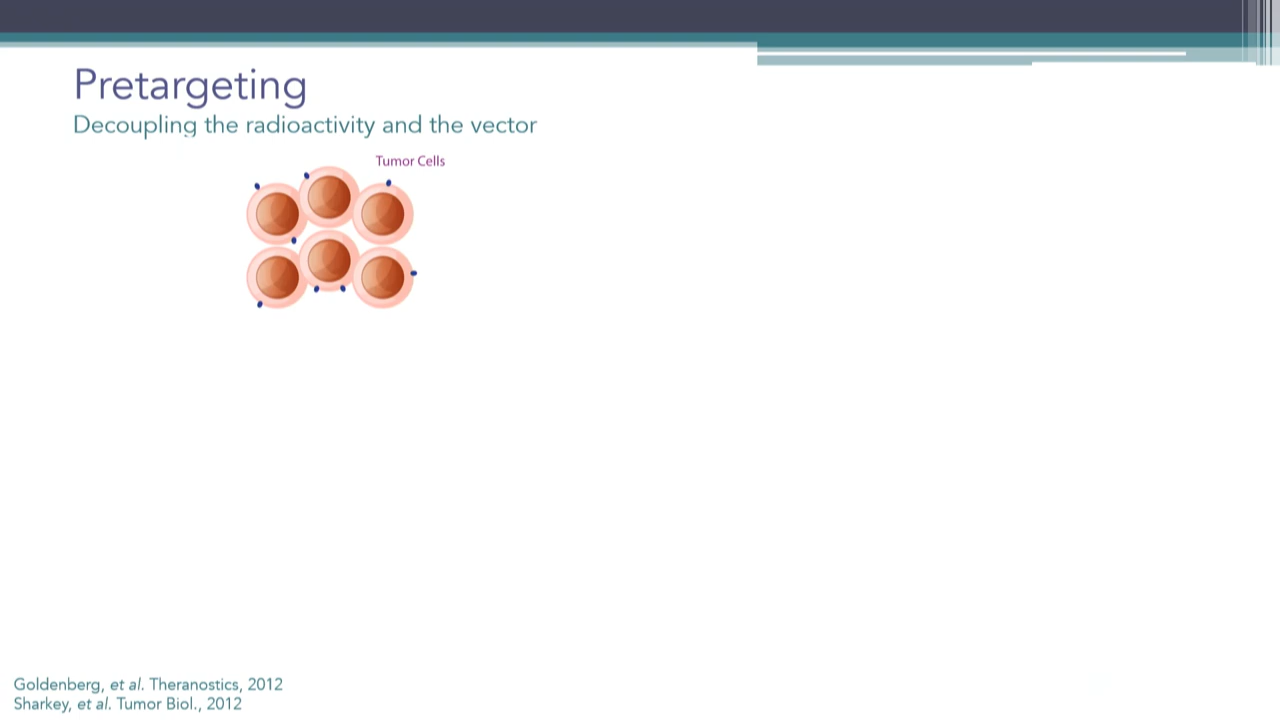 Pretargeting
Decoupling the radioactivity and the vector
Tumor Cells
Goldenberg, et al. Theranostics, 2012
Sharkey, et al. Tumor Biol., 2012